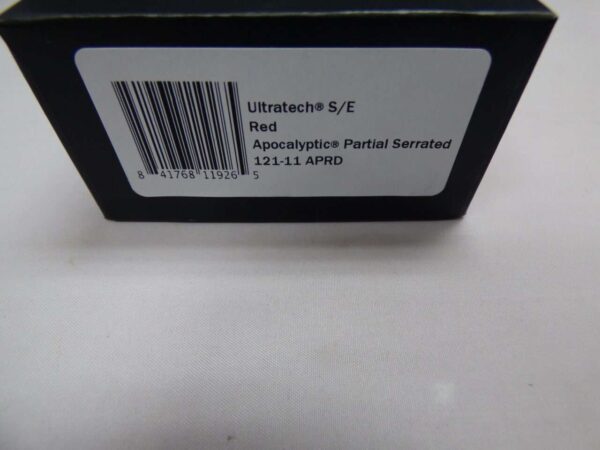 Ultratech® S/E
Red
Apocalyptic® Partial Serrated
121-11 APRD
8 41768 11926 5